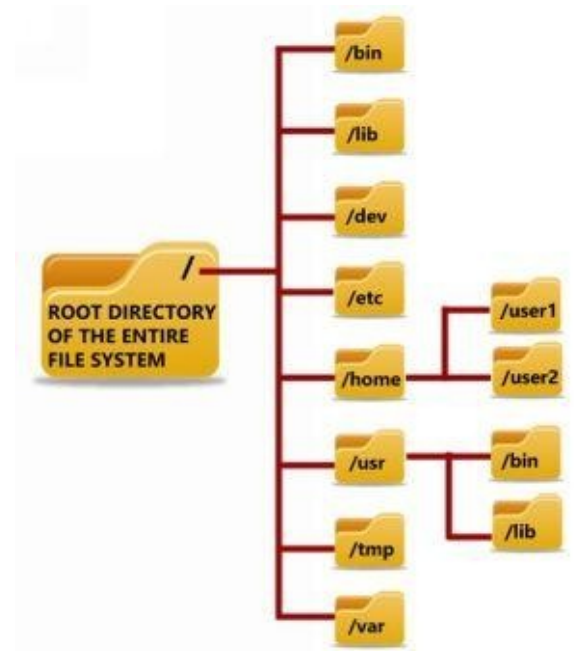 /bin
/lib
/dev
/
ROOT DIRECTORY
OF THE ENTIRE
FILE SYSTEM
/etc
/home
/user1
/user2
/usr
/bin
/lib
/tmp
/var